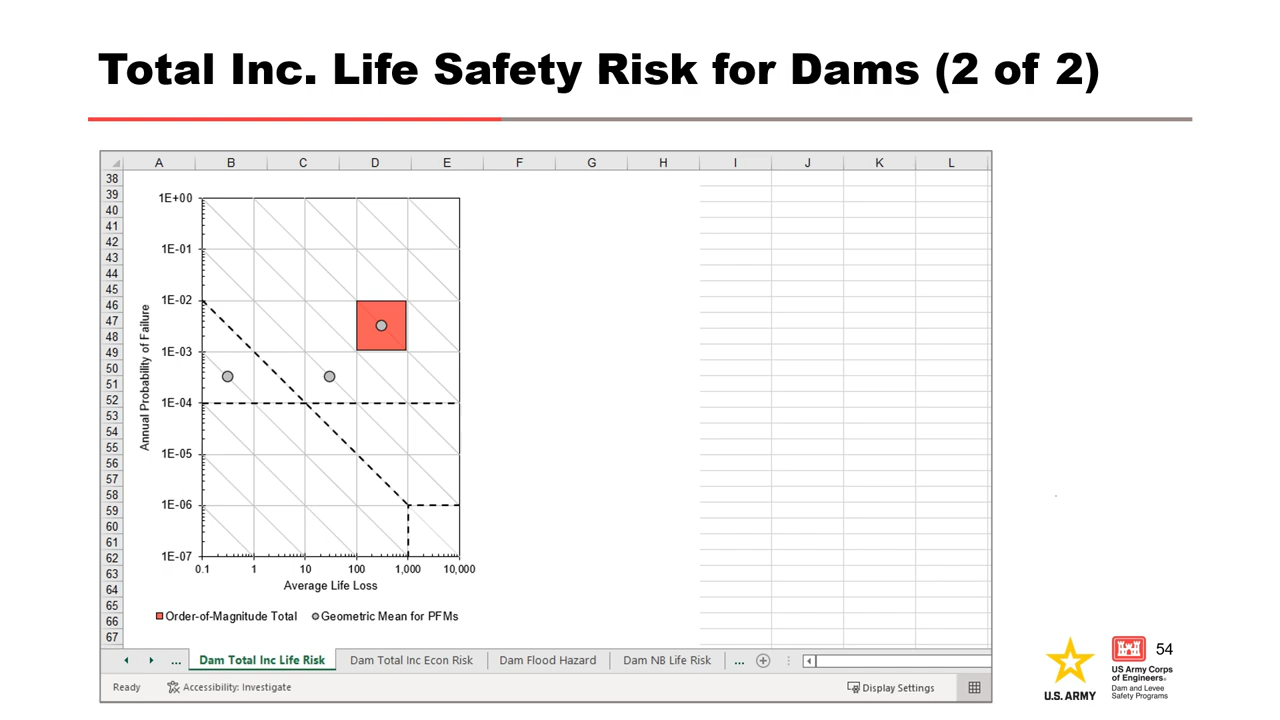 Total Inc. Life Safety Risk for Dams (2 of 2)
A B C D E F G H I J K L
38
39
40
41
42
43
44
45
46
47
48
49
50
51
52
53
54
55
56
57
58
59
60
61
62
63
64
65
66
67
Annual Probability of Failure
1E+00
1E-01
1E-02
1E-03
1E-04
1E-05
1E-06
1E-07
0.1 1 10 100 1,000 10,000
Average Life Loss
Order-of-Magnitude Total Geometric Mean for PFMs
... Dam Total Inc Life Risk Dam Total Inc Econ Risk Dam Flood Hazard Dam NB Life Risk ...
Ready Accessibility: Investigate Display Settings
U.S. ARMY
US Army Corps
of Engineers®
Dam and Levee
Safety Programs
54